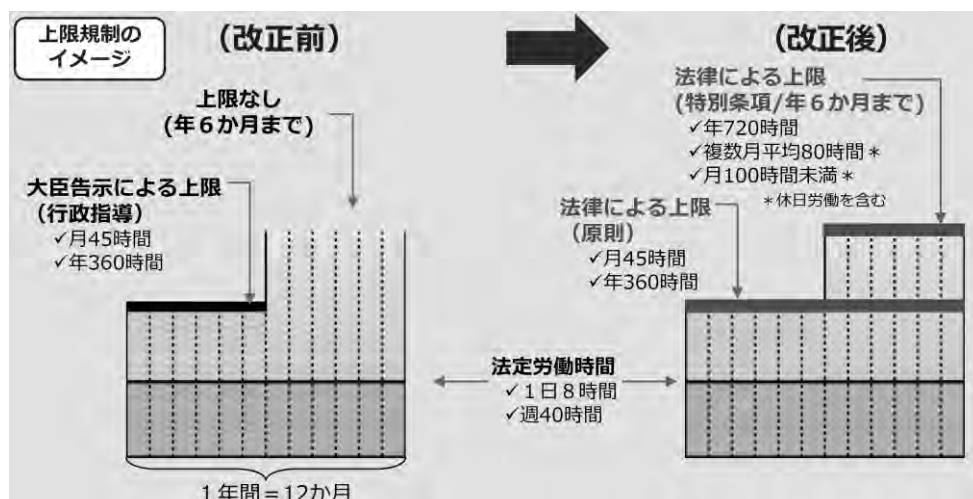 上限規制の
イメージ
(改正前)
上限なし
(年６か月まで)
大臣告示による上限
(行政指導)
✓月45時間
✓年360時間
１年間＝12か月
法定労働時間
✓１日８時間
✓週40時間
(改正後)
法律による上限
(特別条項/年６か月まで)
✓年720時間
✓複数月平均80時間＊
✓月100時間未満＊
＊休日労働を含む
法律による上限
(原則)
✓月45時間
✓年360時間